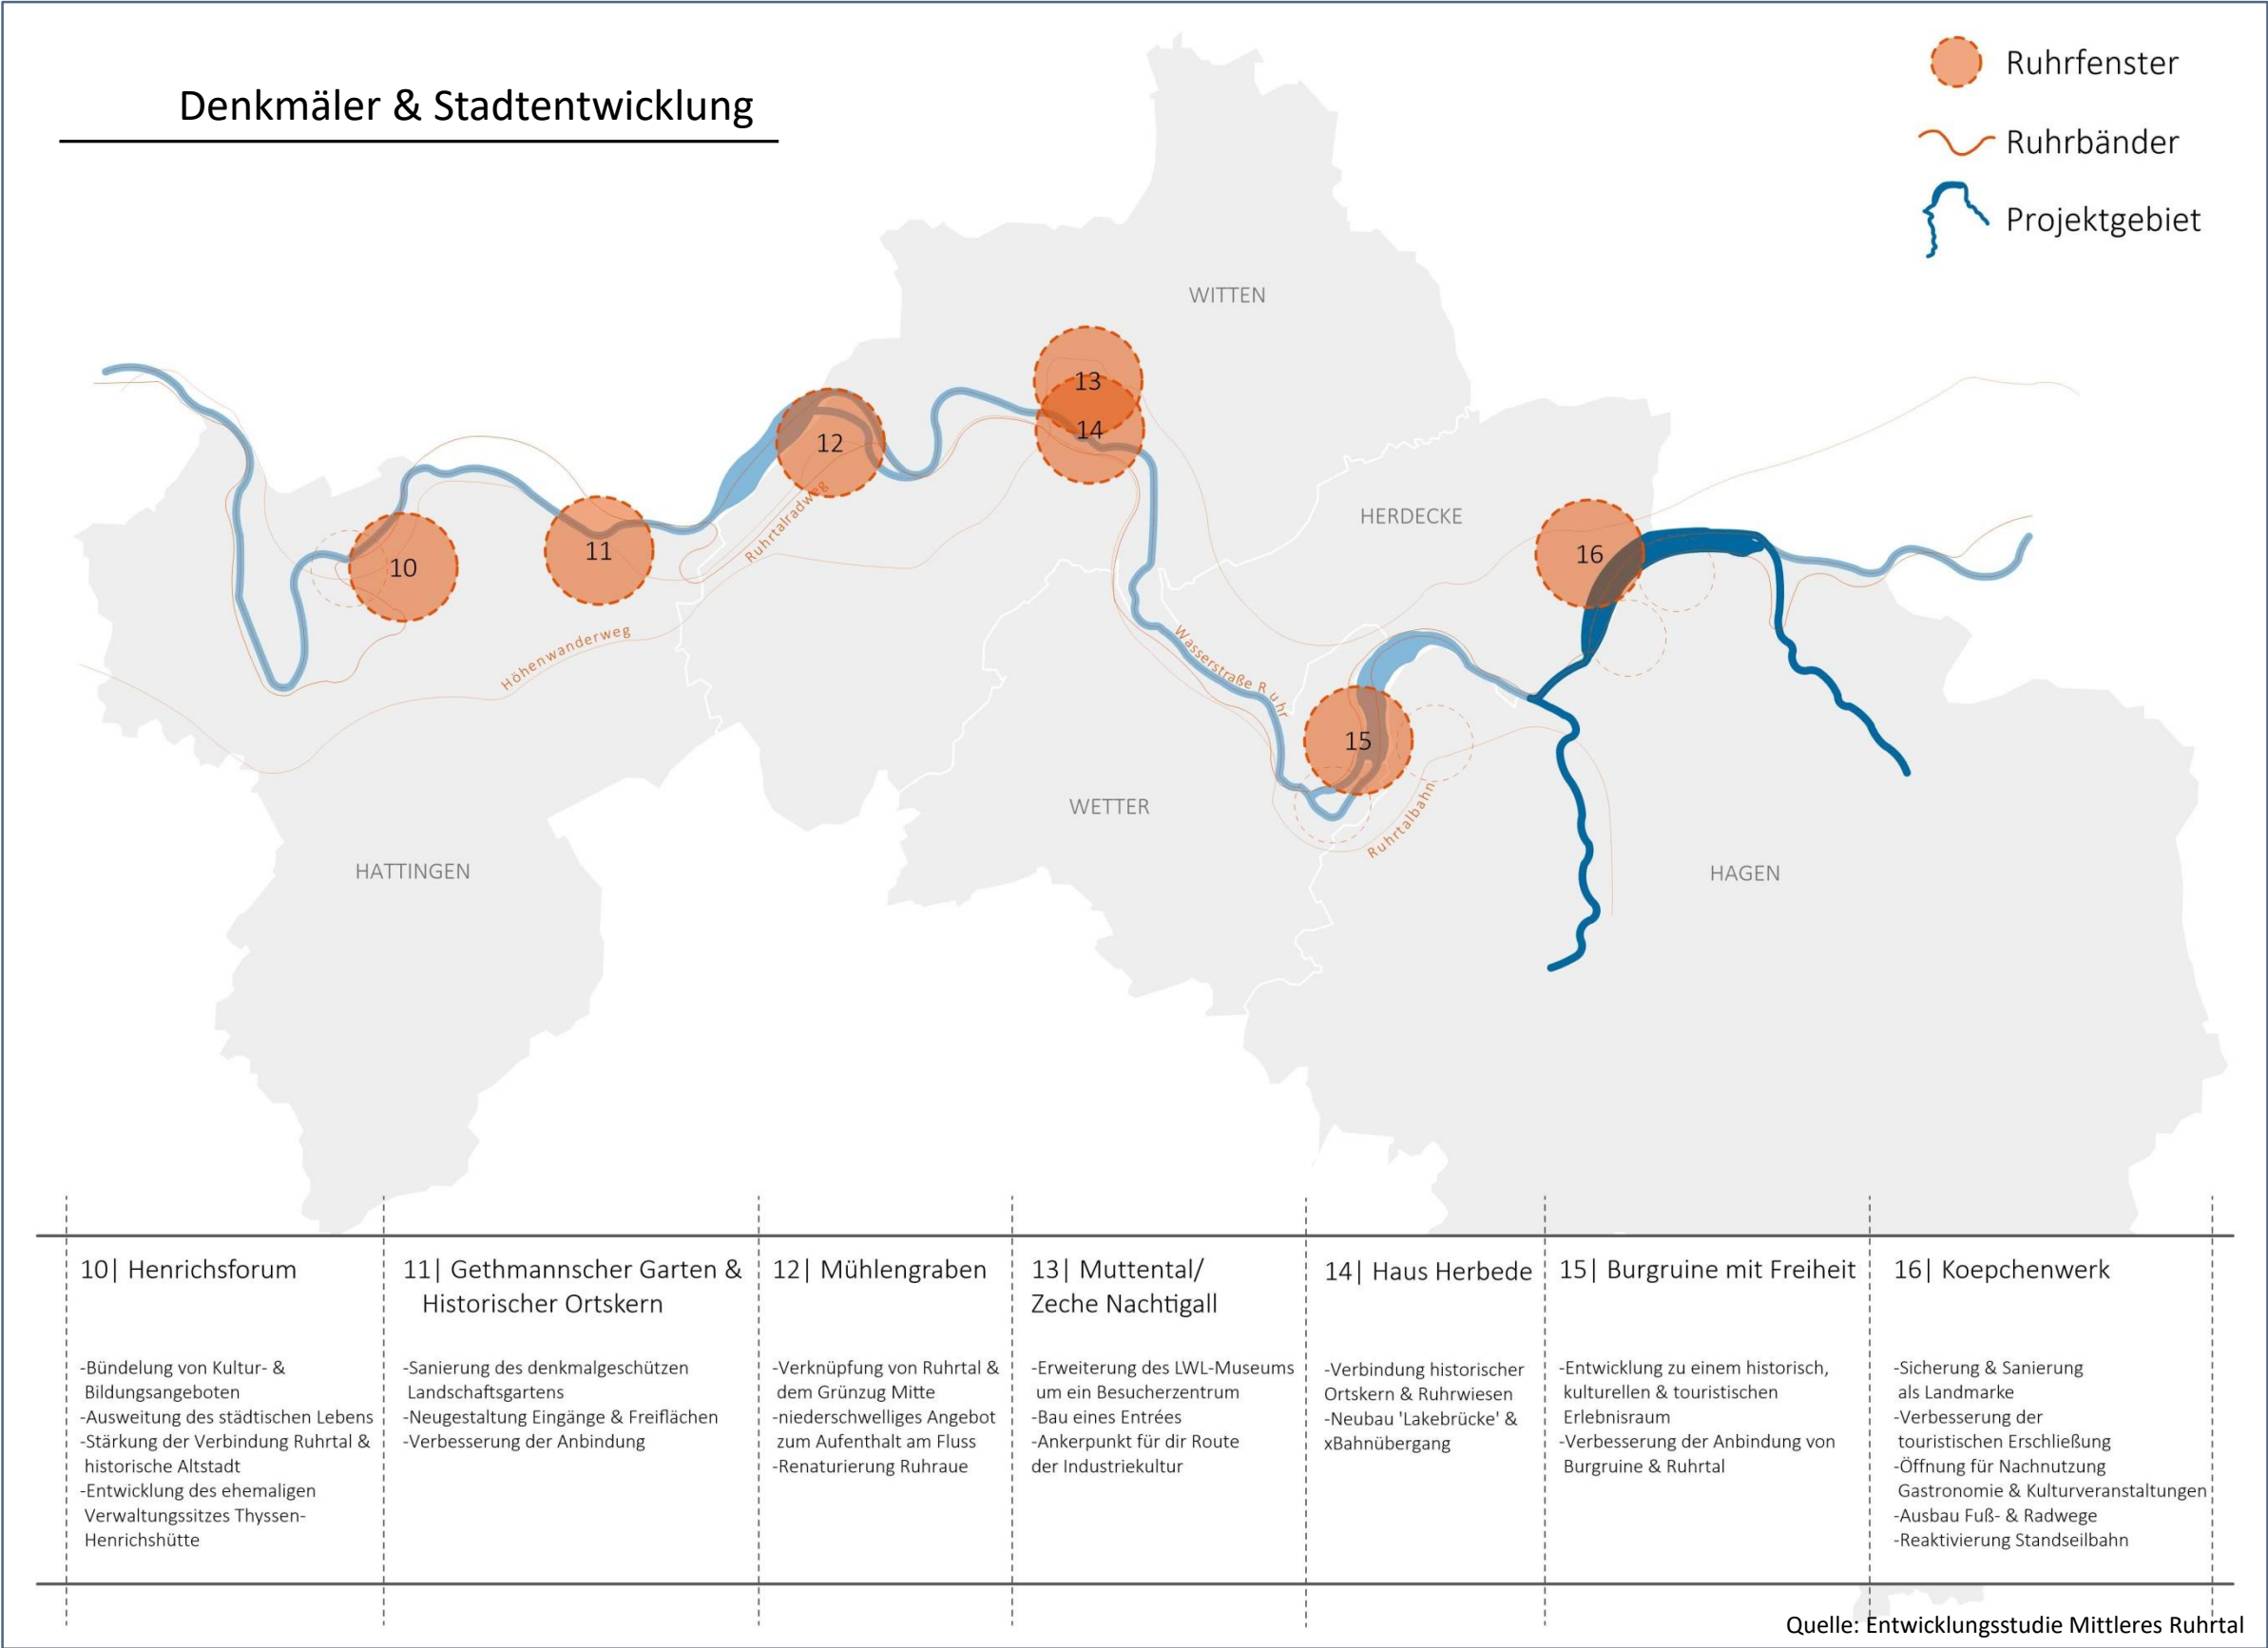 Denkmäler & Stadtentwicklung
Ruhrfenster
Ruhrbänder
Projektgebiet
WITTEN
13
14
12
HERDECKE
Ruhrtalradweg
16
11
10
Höhenwanderweg
Wasserstraße Ruhr
15
Ruhrtalbahn
WETTER
HATTINGEN
HAGEN
10| Henrichsforum
-Bündelung von Kultur- &
Bildungsangeboten
-Ausweitung des städtischen Lebens
-Stärkung der Verbindung Ruhrtal &
historische Altstadt
-Entwicklung des ehemaligen
Verwaltungssitzes Thyssen-
Henrichshütte
11| Gethmannscher Garten &
Historischer Ortskern
-Sanierung des denkmalgeschützen
Landschaftsgartens
-Neugestaltung Eingänge & Freiflächen
-Verbesserung der Anbindung
12| Mühlengraben
-Verknüpfung von Ruhrtal &
dem Grünzug Mitte
-niederschwelliges Angebot
zum Aufenthalt am Fluss
-Renaturierung Ruhraue
13| Muttental/
Zeche Nachtigall
-Erweiterung des LWL-Museums
um ein Besucherzentrum
-Bau eines Entrées
-Ankerpunkt für dir Route
der Industriekultur
14| Haus Herbede
-Verbindung historischer
Ortskern & Ruhrwiesen
-Neubau 'Lakebrücke' &
xBahnübergang
15| Burgruine mit Freiheit
-Entwicklung zu einem historisch,
kulturellen & touristischen
Erlebnisraum
-Verbesserung der Anbindung von
Burgruine & Ruhrtal
16| Koepchenwerk
-Sicherung & Sanierung
als Landmarke
-Verbesserung der
touristischen Erschließung
-Öffnung für Nachnutzung
Gastronomie & Kulturveranstaltungen
-Ausbau Fuß- & Radwege
-Reaktivierung Standseilbahn
Quelle: Entwicklungsstudie Mittleres Ruhrtal